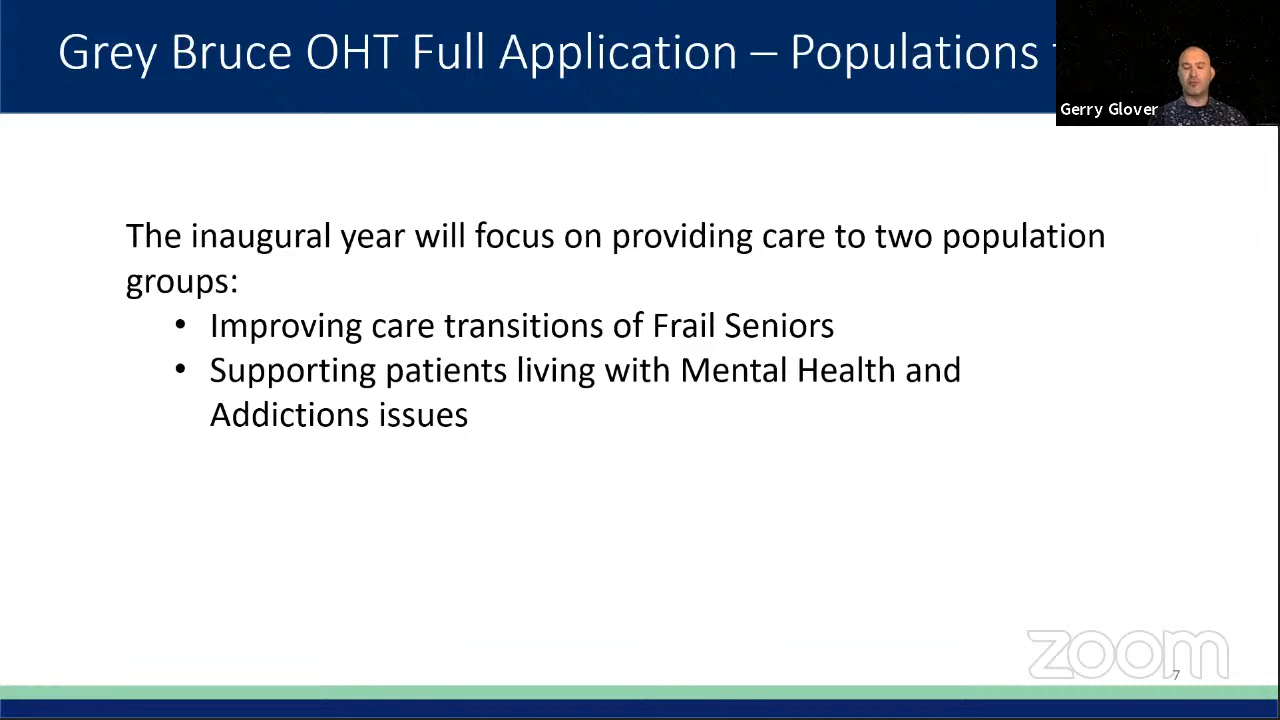 Grey Bruce OHT Full Application – Populations
Gerry Glover
The inaugural year will focus on providing care to two population
groups:
• Improving care transitions of Frail Seniors
• Supporting patients living with Mental Health and
Addictions issues
zoom
7